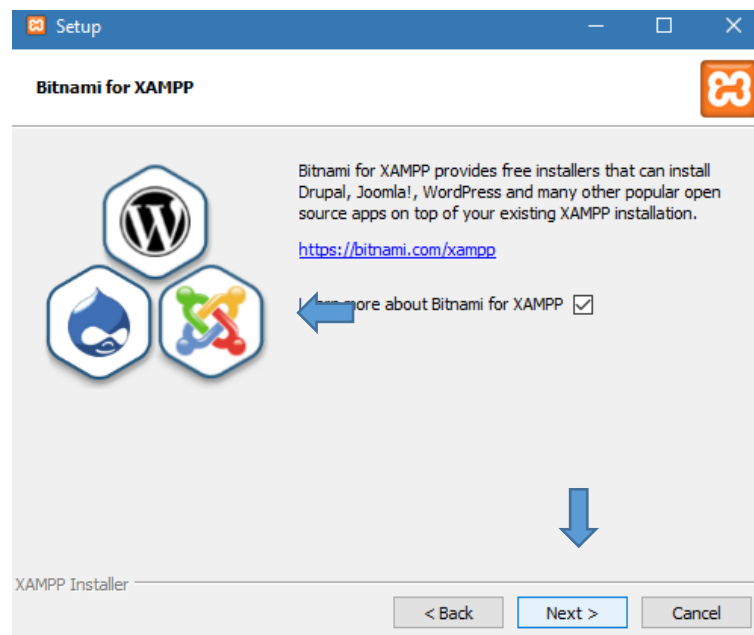 Setup
Bitnami for XAMPP
Bitnami for XAMPP provides free installers that can install
Drupal, Joomla!, WordPress and many other popular open
source apps on top of your existing XAMPP installation.
https://bitnami.com/xampp
more about Bitnami for XAMPP
XAMPP Installer
< Back
Next >
Cancel